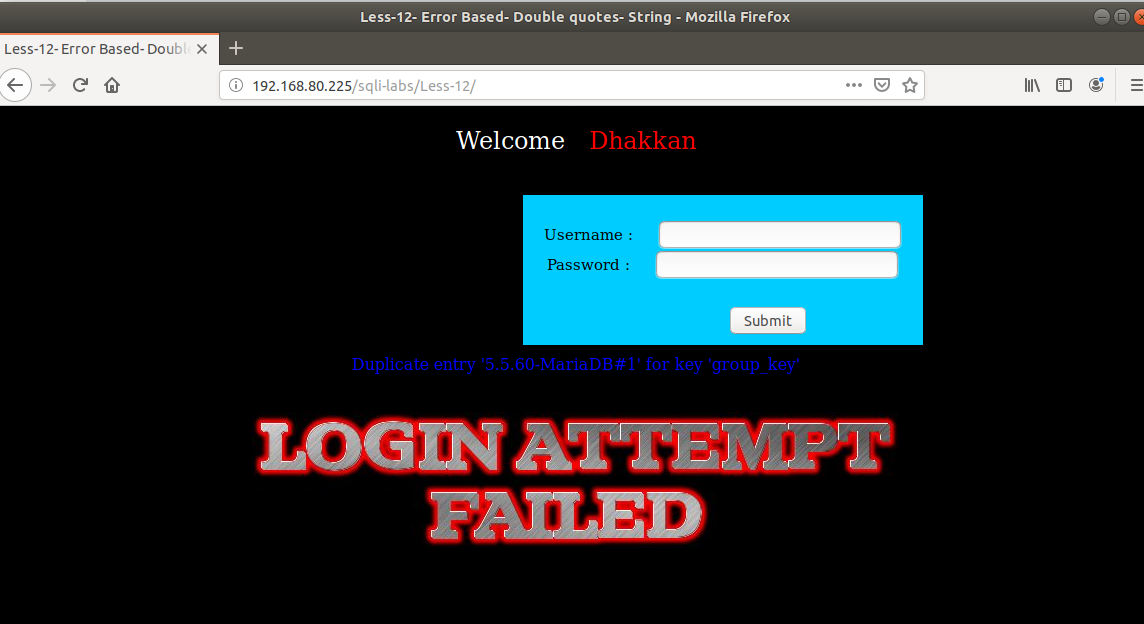 Less-12- Error Based- Double quotes- String - Mozilla Firefox
Less-12- Error Based- Doubl
192.168.80.225/sqli-labs/Less-12/
Welcome Dhakkan
Username :
Password :
Submit
Duplicate entry '5.5.60-MariaDB#1' for key 'group_key'
LOGIN ATTEMPT
FAILED